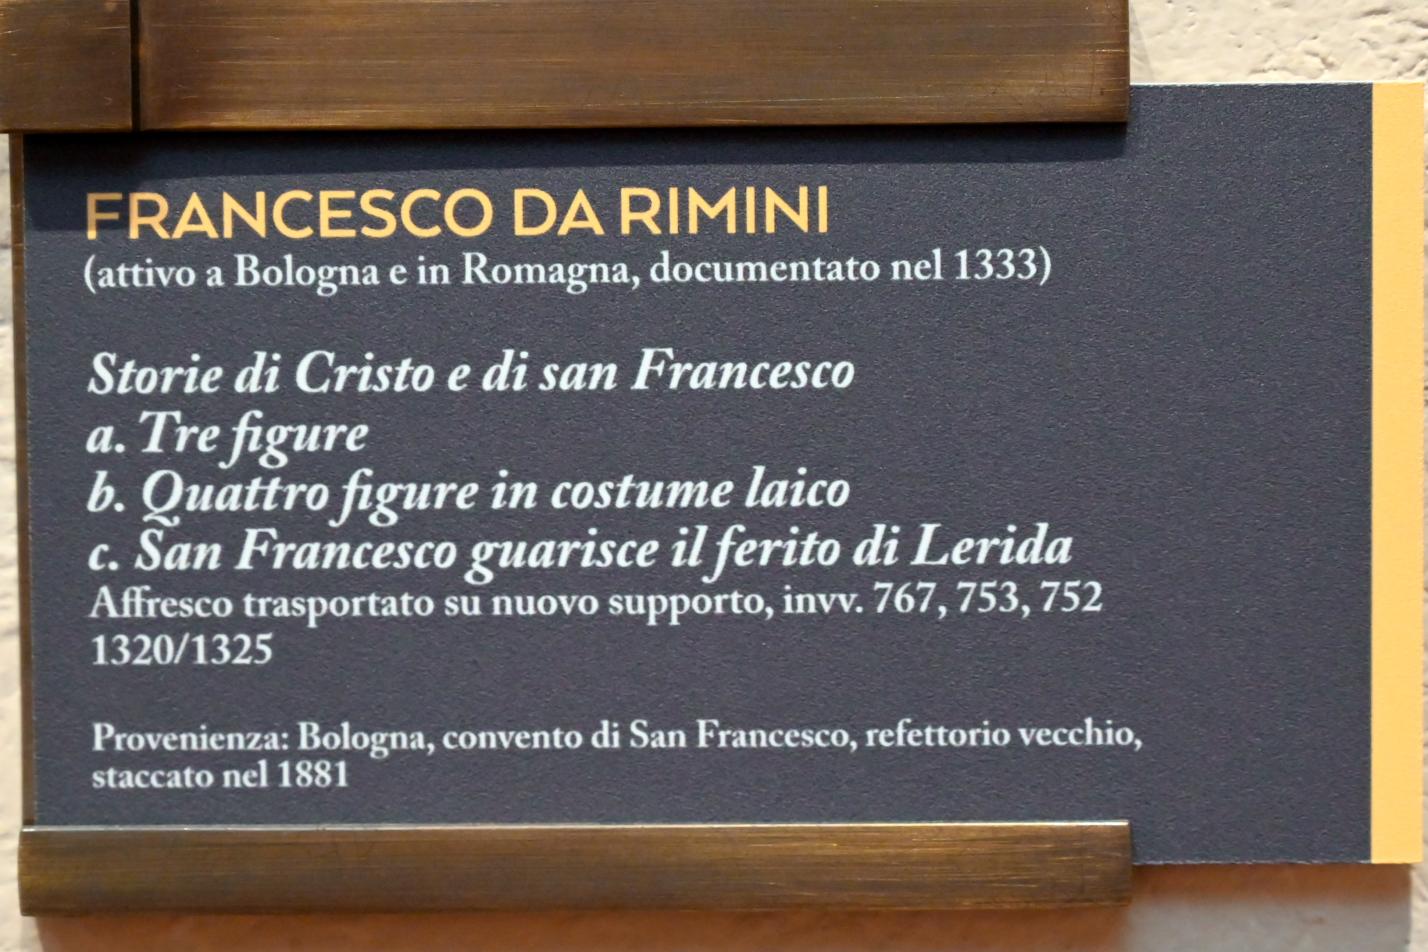 FRANCESCO DA RIMINI
(attivo a Bologna e in Romagna, documentato nel 1333)
Storie di Cristo e di san Francesco
a. Tre figure
b. Quattro figure in costume laico
c. San Francesco guarisce il ferito di Lerida
Affresco trasportato su nuovo supporto, invv. 767, 753, 752
1320/1325
Provenienza: Bologna, convento di San Francesco, refettorio vecchio,
staccato nel 1881